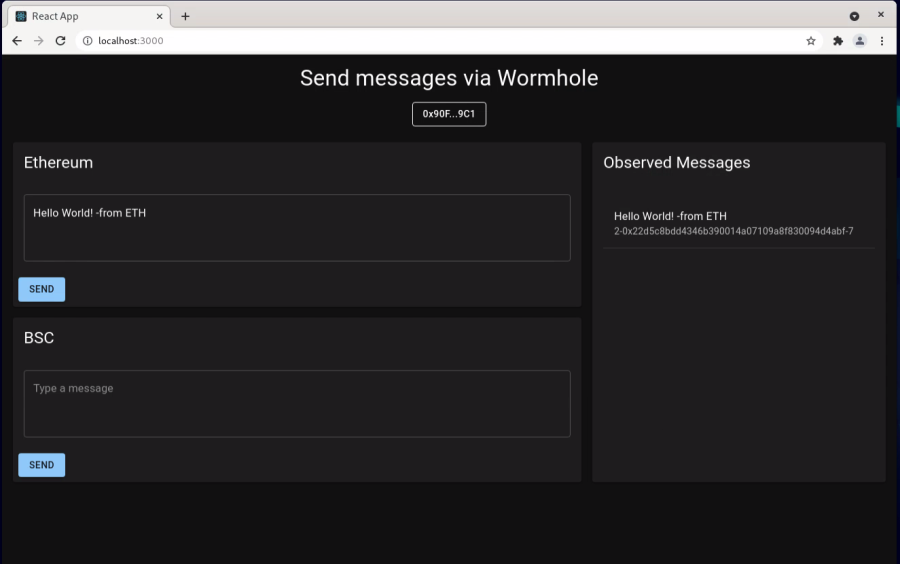 React App
localhost:3000
Send messages via Wormhole
0x90F...9C1
Ethereum
Hello World! -from ETH
SEND
BSC
Type a message
SEND
Observed Messages
Hello World! -from ETH
2-0x22d5c8bdd4346b390014a07109a8f830094d4abf-7